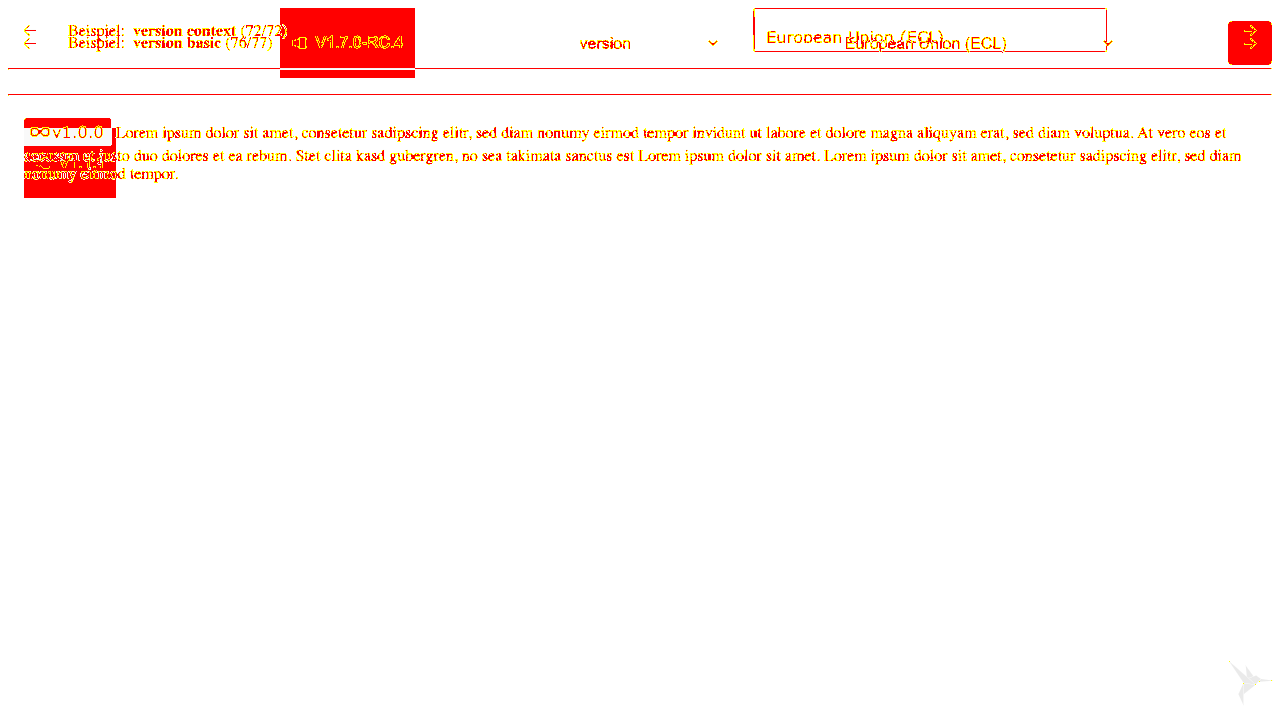 Beispiel: version context (72/72)
Beispiel: version basic (76/77)
V1.7.0-RC.4
version
European Union (ECL)
European Union (ECL)
v1.0.0 Lorem ipsum dolor sit amet, consetetur sadipscing elitr, sed diam nonumy eirmod tempor invidunt ut labore et dolore magna aliquyam erat, sed diam voluptua. At vero eos et
accusam et justo duo dolores et ea rebum. Stet clita kasd gubergren, no sea takimata sanctus est Lorem ipsum dolor sit amet. Lorem ipsum dolor sit amet, consetetur sadipscing elitr, sed diam
nonumy eirmod tempor.